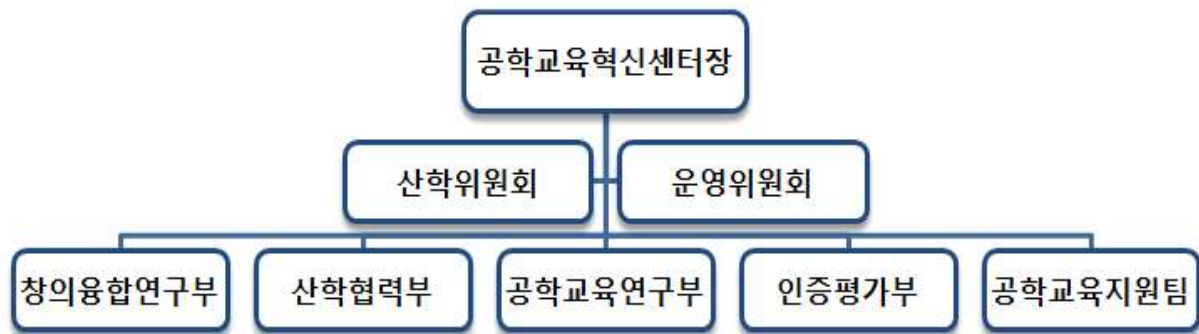 공학교육혁신센터장
산학위원회
운영위원회
창의융합연구부
산학협력부
공학교육연구부
인증평가부
공학교육지원팀